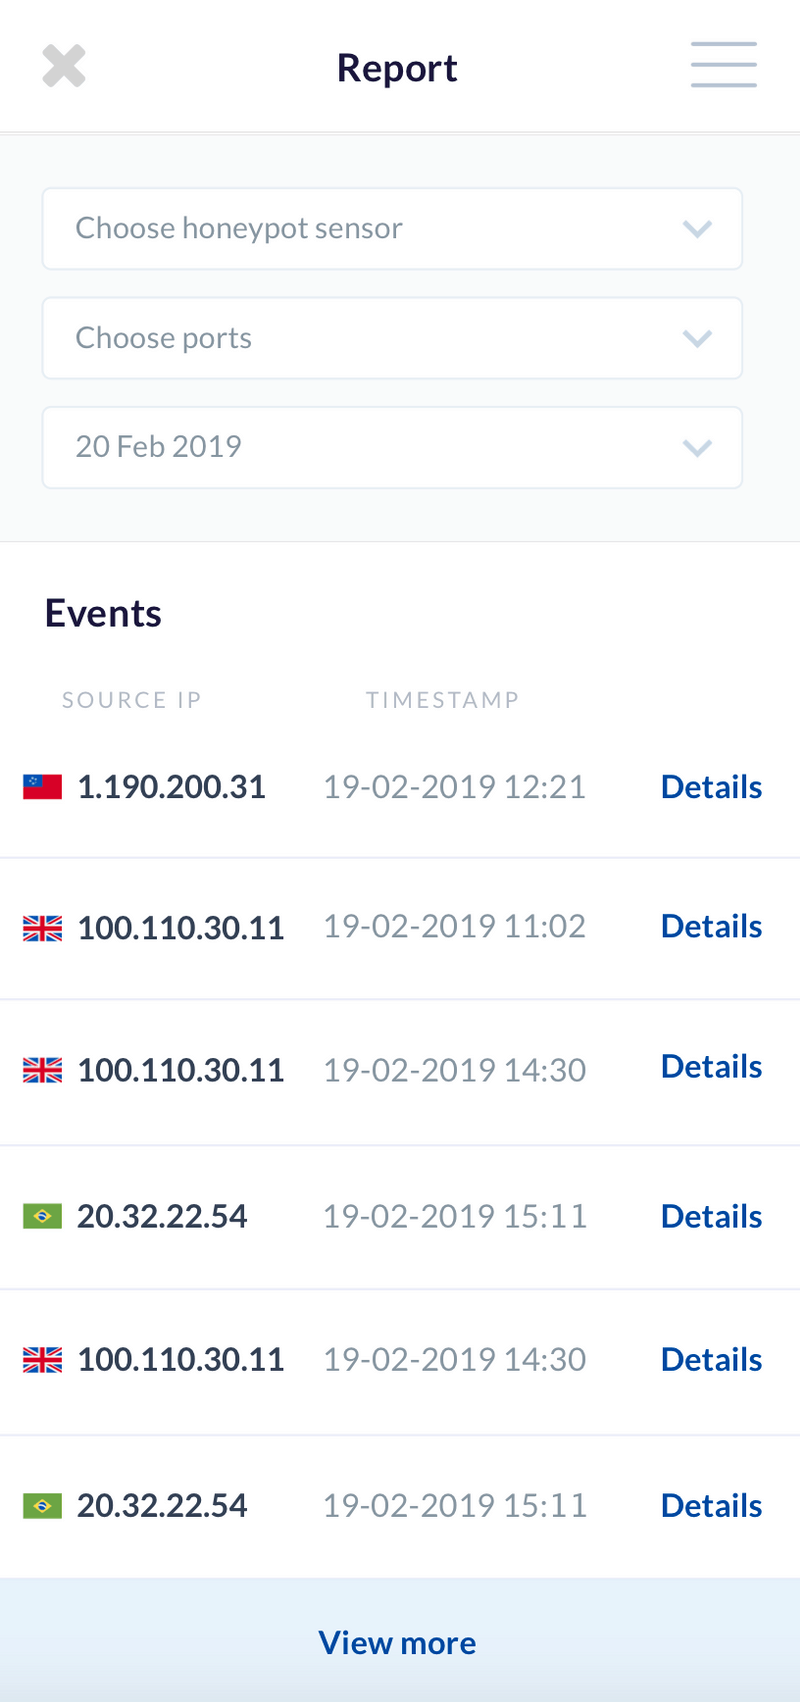 Report
Choose honeypot sensor
Choose ports
20 Feb 2019
Events
SOURCE IP TIMESTAMP
1.190.200.31 19-02-2019 12:21 Details
100.110.30.11 19-02-2019 11:02 Details
100.110.30.11 19-02-2019 14:30 Details
20.32.22.54 19-02-2019 15:11 Details
100.110.30.11 19-02-2019 14:30 Details
20.32.22.54 19-02-2019 15:11 Details
View more